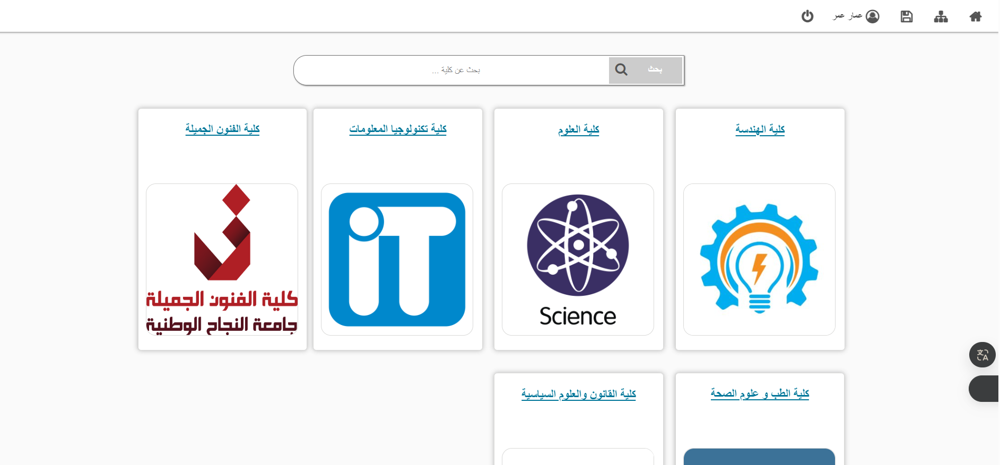 عمار عمر
بحث
بحث عن كلية ...
كلية الهندسة
كلية العلوم
كلية تكنولوجيا المعلومات
كلية الفنون الجميلة
Science
iT
كلية الفنون الجميلة
جامعة النجاح الوطنية
كلية الطب و علوم الصحة
كلية القانون والعلوم السياسية